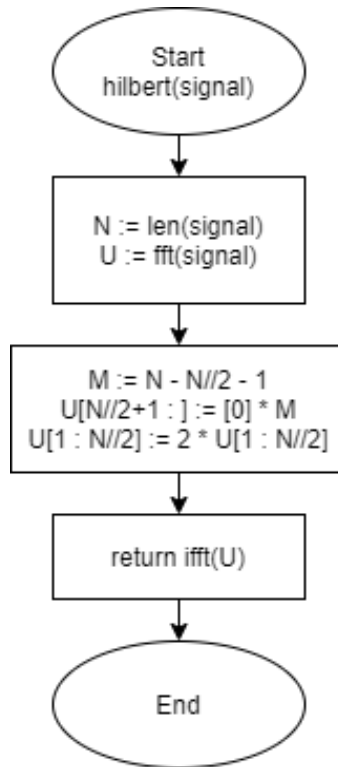 Start
hilbert(signal)
N := len(signal)
U := fft(signal)
M := N - N//2 - 1
U[N//2+1 : ] := [0] * M
U[1 : N//2] := 2 * U[1 : N//2]
return ifft(U)
End